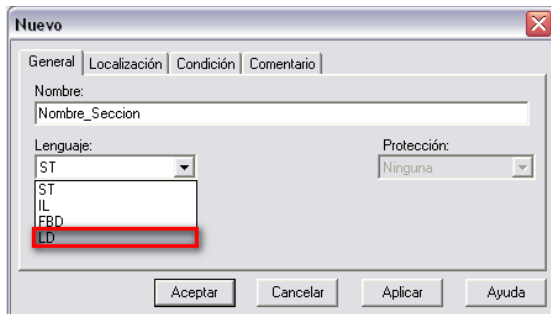 Nuevo
General Localización Condición Comentario
Nombre:
Nombre_Seccion
Lenguaje: Protección:
ST Ninguna
ST
IL
FBD
LD
Aceptar Cancelar Aplicar Ayuda